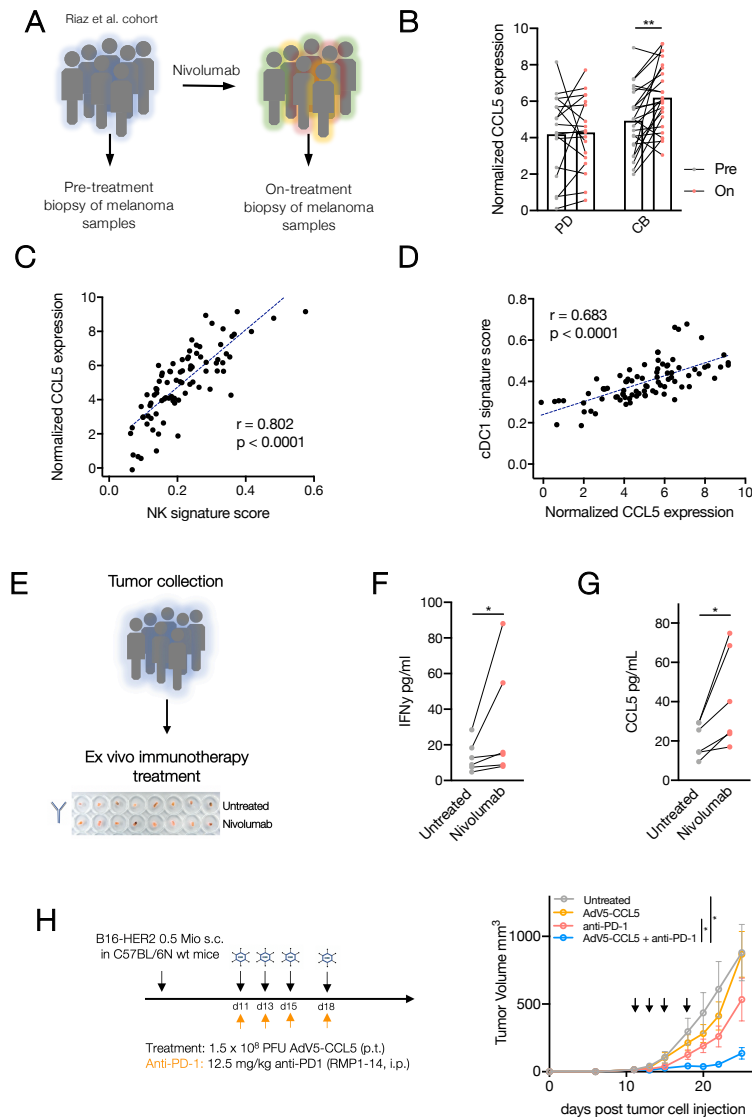 A
Riaz et al. cohort
Nivolumab
Pre-treatment
biopsy of melanoma
samples
On-treatment
biopsy of melanoma
samples
B
Normalized CCL5 expression
10
8
6
4
2
0
**
PD
CB
Pre
On
C
Normalized CCL5 expression
10
8
6
4
2
0
r = 0.802
p < 0.0001
0.0
0.2
0.4
0.6
NK signature score
D
cDC1 signature score
0.8
0.6
0.4
0.2
0.0
r = 0.683
p < 0.0001
0
2
4
6
8
10
Normalized CCL5 expression
E
Tumor collection
Ex vivo immunotherapy
treatment
Untreated
Nivolumab
F
IFNγ pg/ml
100
80
60
40
20
0
*
Untreated
Nivolumab
G
CCL5 pg/mL
80
60
40
20
0
*
Untreated
Nivolumab
H
B16-HER2 0.5 Mio s.c.
in C57BL/6N wt mice
d11
d13
d15
d18
Treatment: 1.5 x 10⁸ PFU AdV5-CCL5 (p.t.)
Anti-PD-1: 12.5 mg/kg anti-PD1 (RMP1-14, i.p.)
Tumor Volume mm³
1000
500
0
Untreated
AdV5-CCL5
anti-PD-1
AdV5-CCL5 + anti-PD-1
*
*
0
10
20
days post tumor cell injection